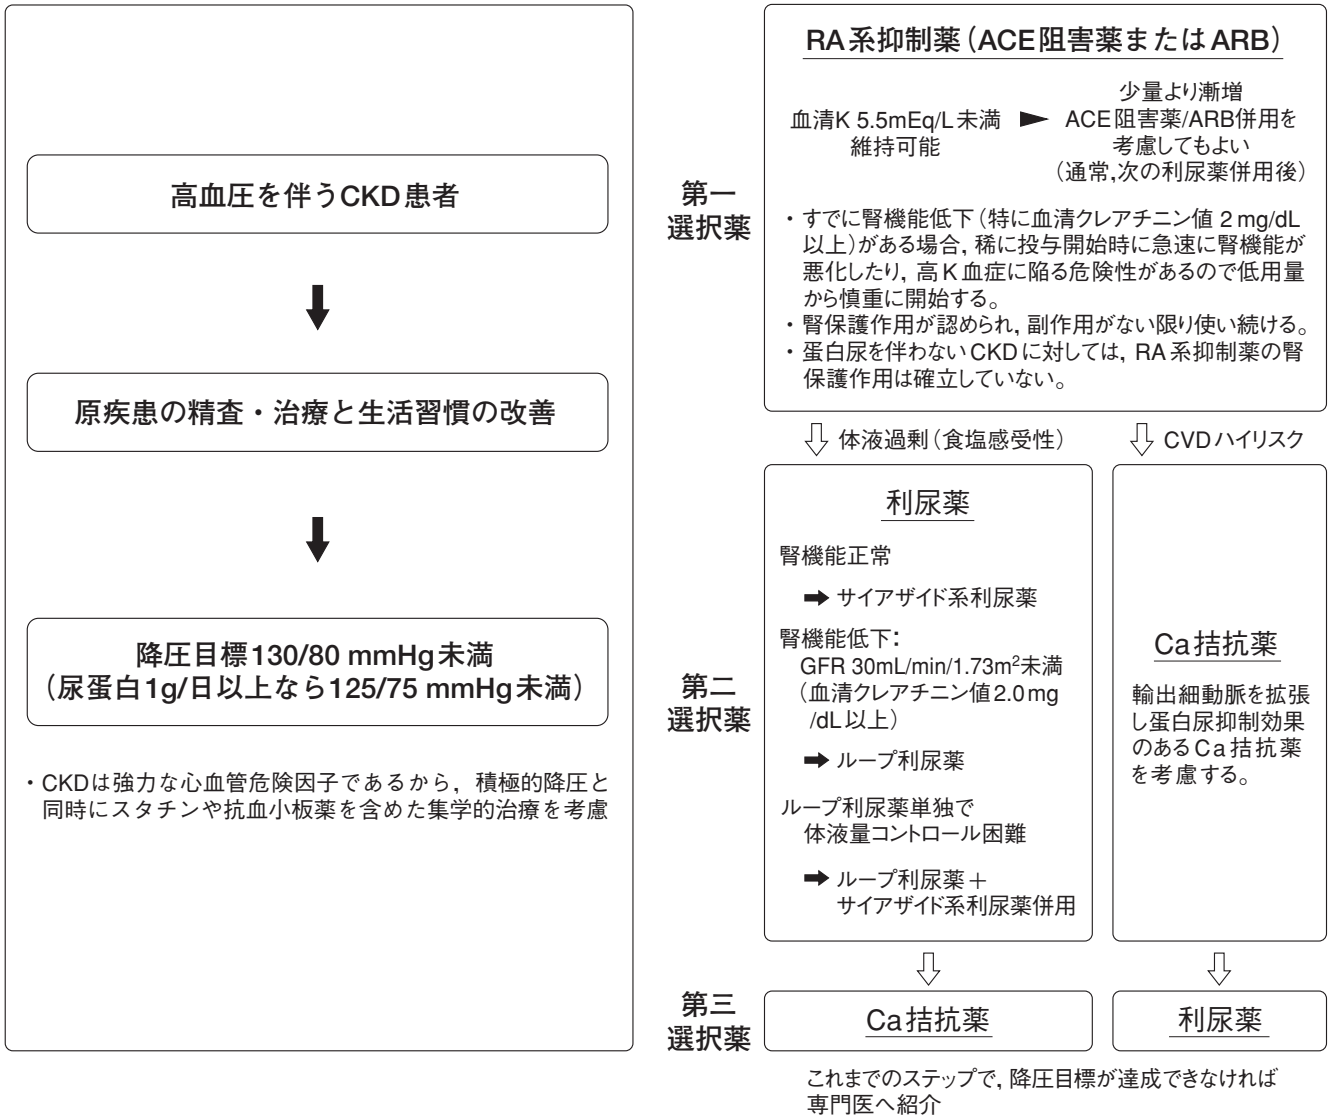 高血圧を伴うCKD患者
原疾患の精査・治療と生活習慣の改善
降圧目標130/80 mmHg未満
（尿蛋白1g/日以上なら125/75 mmHg未満）
・CKDは強力な心血管危険因子であるから，積極的降圧と
同時にスタチンや抗血小板薬を含めた集学的治療を考慮
第一
選択薬
RA系抑制薬（ACE阻害薬またはARB）
血清K 5.5mEq/L未満
維持可能
少量より漸増
ACE阻害薬/ARB併用を
考慮してもよい
（通常,次の利尿薬併用後）
・すでに腎機能低下（特に血清クレアチニン値 2 mg/dL
以上）がある場合，稀に投与開始時に急速に腎機能が
悪化したり，高K血症に陥る危険性があるので低用量
から慎重に開始する。
・腎保護作用が認められ，副作用がない限り使い続ける。
・蛋白尿を伴わないCKDに対しては，RA系抑制薬の腎
保護作用は確立していない。
体液過剰（食塩感受性）
CVDハイリスク
第二
選択薬
利尿薬
腎機能正常
➡ サイアザイド系利尿薬
腎機能低下：
GFR 30mL/min/1.73m²未満
（血清クレアチニン値2.0mg
/dL以上）
➡ ループ利尿薬
ループ利尿薬単独で
体液量コントロール困難
➡ ループ利尿薬＋
サイアザイド系利尿薬併用
Ca拮抗薬
輸出細動脈を拡張
し蛋白尿抑制効果
のあるCa拮抗薬
を考慮する。
第三
選択薬
Ca拮抗薬
利尿薬
これまでのステップで，降圧目標が達成できなければ
専門医へ紹介